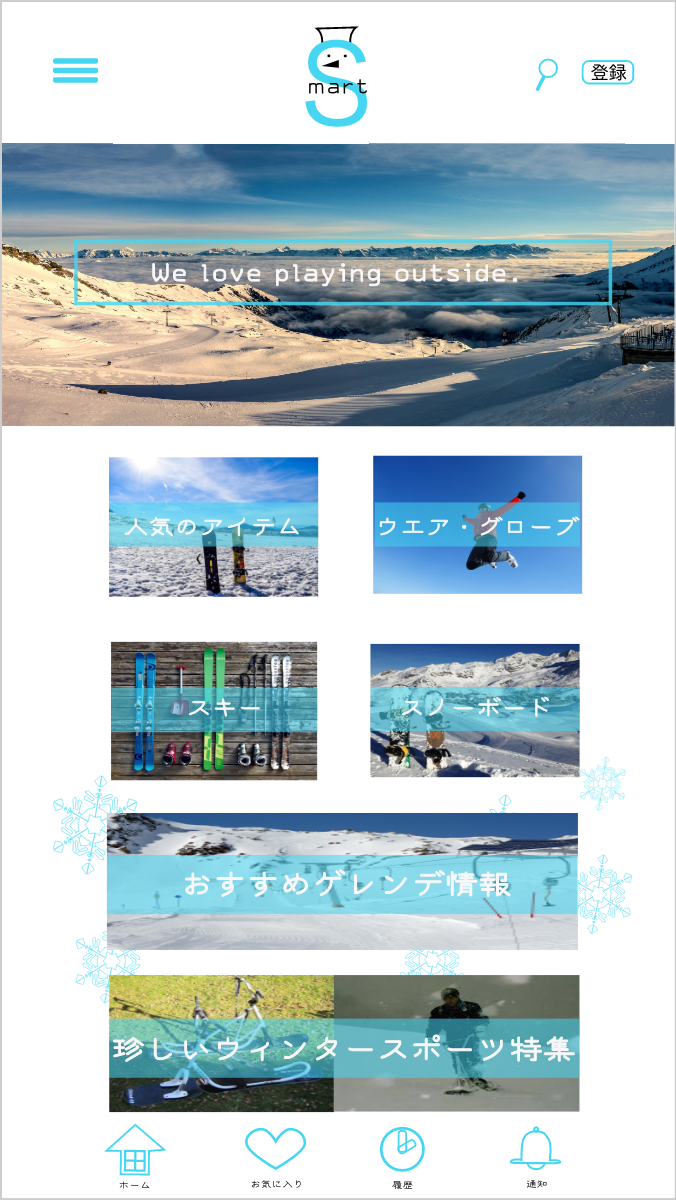 S
mart
登録
We love playing outside.
人気のアイテム
ウエア・グローブ
スキー
スノーボード
おすすめゲレンデ情報
珍しいウィンタースポーツ特集
ホーム
お気に入り
履歴
通知